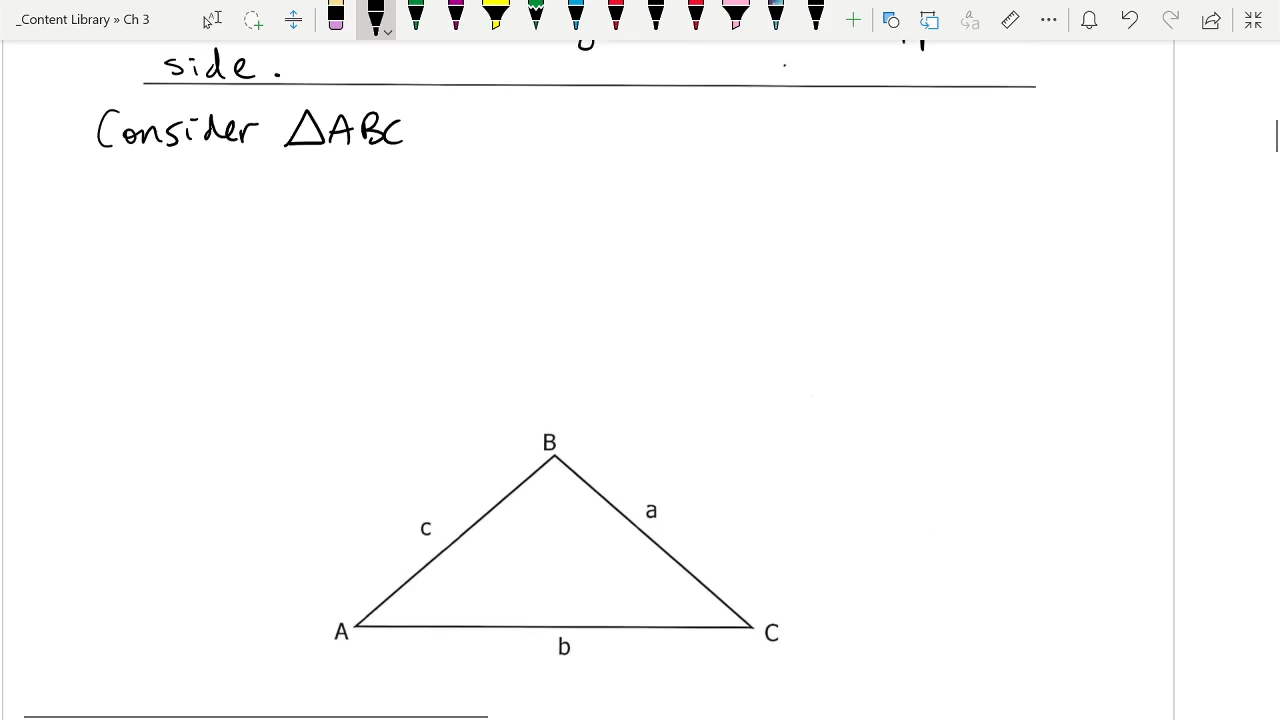 _Content Library » Ch 3
side.
Consider △ABC
B
c
a
A
C
b